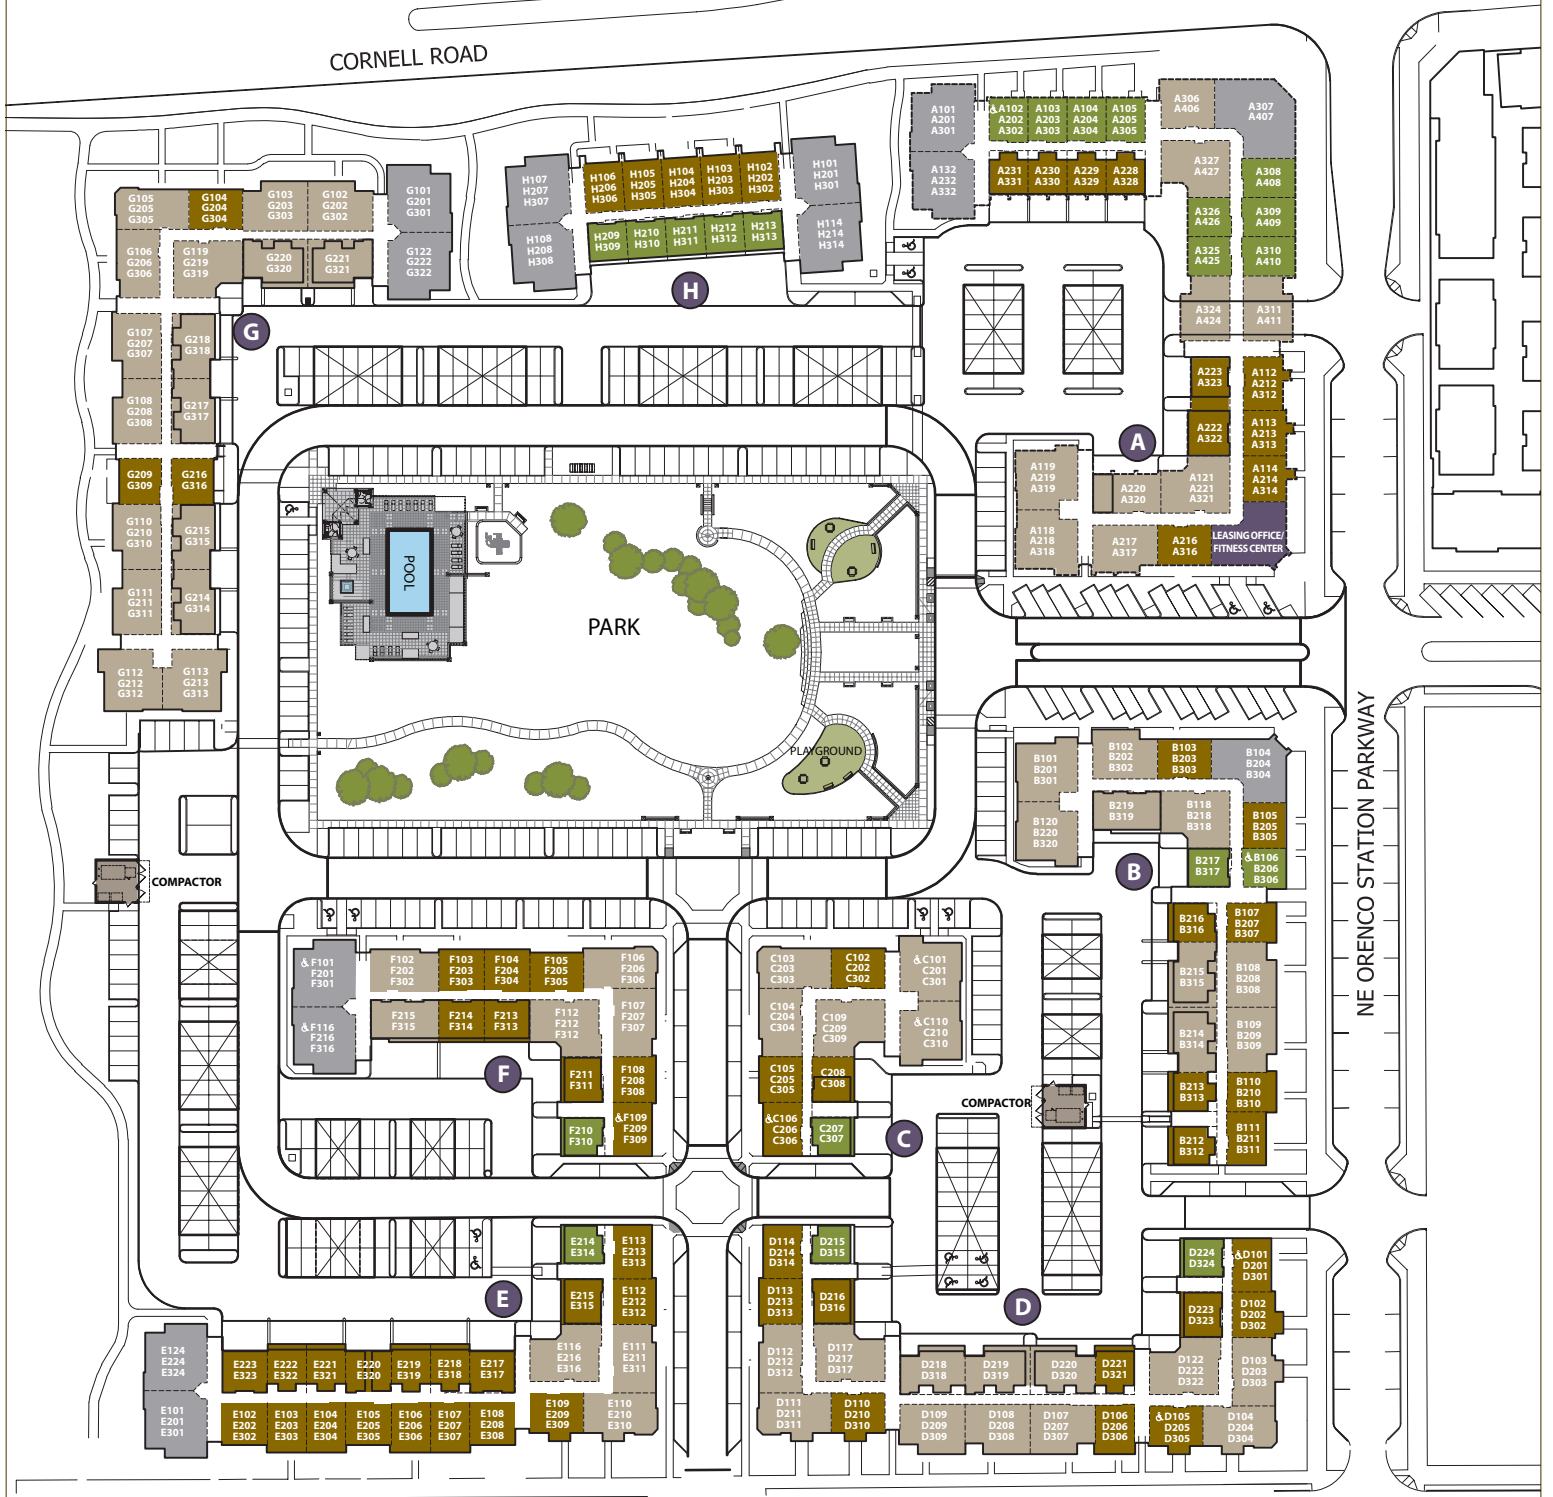 CORNELL ROAD
A101
A201
A301
A102
A202
A302
A103
A203
A303
A104
A204
A304
A105
A205
A305
A306
A406
A307
A407
A132
A232
A332
A231
A331
A230
A330
A229
A329
A228
A328
A327
A427
A308
A408
A326
A426
A309
A409
A325
A425
A310
A410
A324
A424
A311
A411
A223
A323
A112
A212
A312
A222
A322
A113
A213
A313
A114
A214
A314
A
A119
A219
A319
A220
A320
A121
A221
A321
A118
A218
A318
A217
A317
A216
A316
LEASING OFFICE/
FITNESS CENTER
H107
H207
H307
H106
H206
H306
H105
H205
H305
H104
H204
H304
H103
H203
H303
H102
H202
H302
H101
H201
H301
H108
H208
H308
H209
H309
H210
H310
H211
H311
H212
H312
H213
H313
H114
H214
H314
H
G105
G205
G305
G104
G204
G304
G103
G203
G303
G102
G202
G302
G101
G201
G301
G106
G206
G306
G119
G219
G319
G220
G320
G221
G321
G122
G222
G322
G
G107
G207
G307
G218
G318
G108
G208
G308
G217
G317
G209
G309
G216
G316
G110
G210
G310
G215
G315
G111
G211
G311
G214
G314
G112
G212
G312
G113
G213
G313
POOL
PARK
PLAYGROUND
COMPACTOR
NE ORENCO STATION PARKWAY
B101
B201
B301
B102
B202
B302
B103
B203
B303
B104
B204
B304
B120
B220
B320
B219
B319
B118
B218
B318
B105
B205
B305
B217
B317
B106
B206
B306
B
B216
B316
B107
B207
B307
B215
B315
B108
B208
B308
B214
B314
B109
B209
B309
B213
B313
B110
B210
B310
B212
B312
B111
B211
B311
COMPACTOR
F101
F201
F301
F102
F202
F302
F103
F203
F303
F104
F204
F304
F105
F205
F305
F106
F206
F306
F116
F216
F316
F215
F315
F214
F314
F213
F313
F112
F212
F312
F107
F207
F307
F
F211
F311
F108
F208
F308
F210
F310
F109
F209
F309
C103
C203
C303
C102
C202
C302
C101
C201
C301
C104
C204
C304
C109
C209
C309
C110
C210
C310
C105
C205
C305
C208
C308
C106
C206
C306
C207
C307
C
E214
E314
E113
E213
E313
E215
E315
E112
E212
E312
E
E124
E224
E324
E223
E323
E222
E322
E221
E321
E220
E320
E219
E319
E218
E318
E217
E317
E116
E216
E316
E111
E211
E311
E101
E201
E301
E102
E202
E302
E103
E203
E303
E104
E204
E304
E105
E205
E305
E106
E206
E306
E107
E207
E307
E108
E208
E308
E109
E209
E309
E110
E210
E310
D114
D214
D314
D215
D315
D113
D213
D313
D216
D316
D
D224
D324
D101
D201
D301
D223
D323
D102
D202
D302
D112
D212
D312
D117
D217
D317
D218
D318
D219
D319
D220
D320
D221
D321
D122
D222
D322
D103
D203
D303
D111
D211
D311
D110
D210
D310
D109
D209
D309
D108
D208
D308
D107
D207
D307
D106
D206
D306
D105
D205
D305
D104
D204
D304